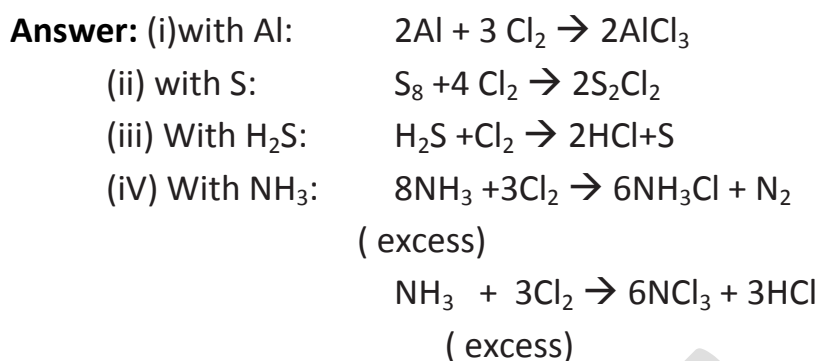 Answer: (i)with Al: 2Al + 3 Cl₂ → 2AlCl₃
(ii) with S: S₈ +4 Cl₂ → 2S₂Cl₂
(iii) With H₂S: H₂S +Cl₂ → 2HCl+S
(iV) With NH₃: 8NH₃ +3Cl₂ → 6NH₃Cl + N₂
( excess)
NH₃ + 3Cl₂ → 6NCl₃ + 3HCl
( excess)